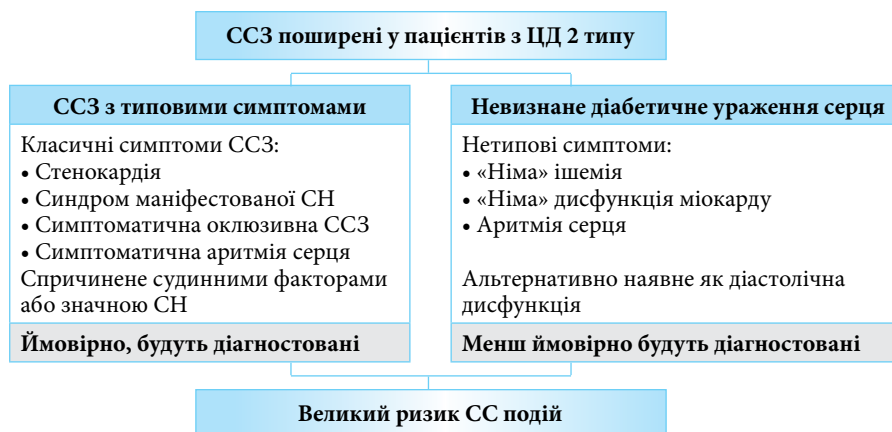 ССЗ поширені у пацієнтів з ЦД 2 типу
ССЗ з типовими симптомами
Класичні симптоми ССЗ:
• Стенокардія
• Синдром маніфестованої СН
• Симптоматична оклюзивна ССЗ
• Симптоматична аритмія серця
Спричинене судинними факторами
або значною СН
Ймовірно, будуть діагностовані
Невизнане діабетичне ураження серця
Нетипові симптоми:
• «Німа» ішемія
• «Німа» дисфункція міокарду
• Аритмія серця
Альтернативно наявне як діастолічна
дисфункція
Менш ймовірно будуть діагностовані
Великий ризик СС подій